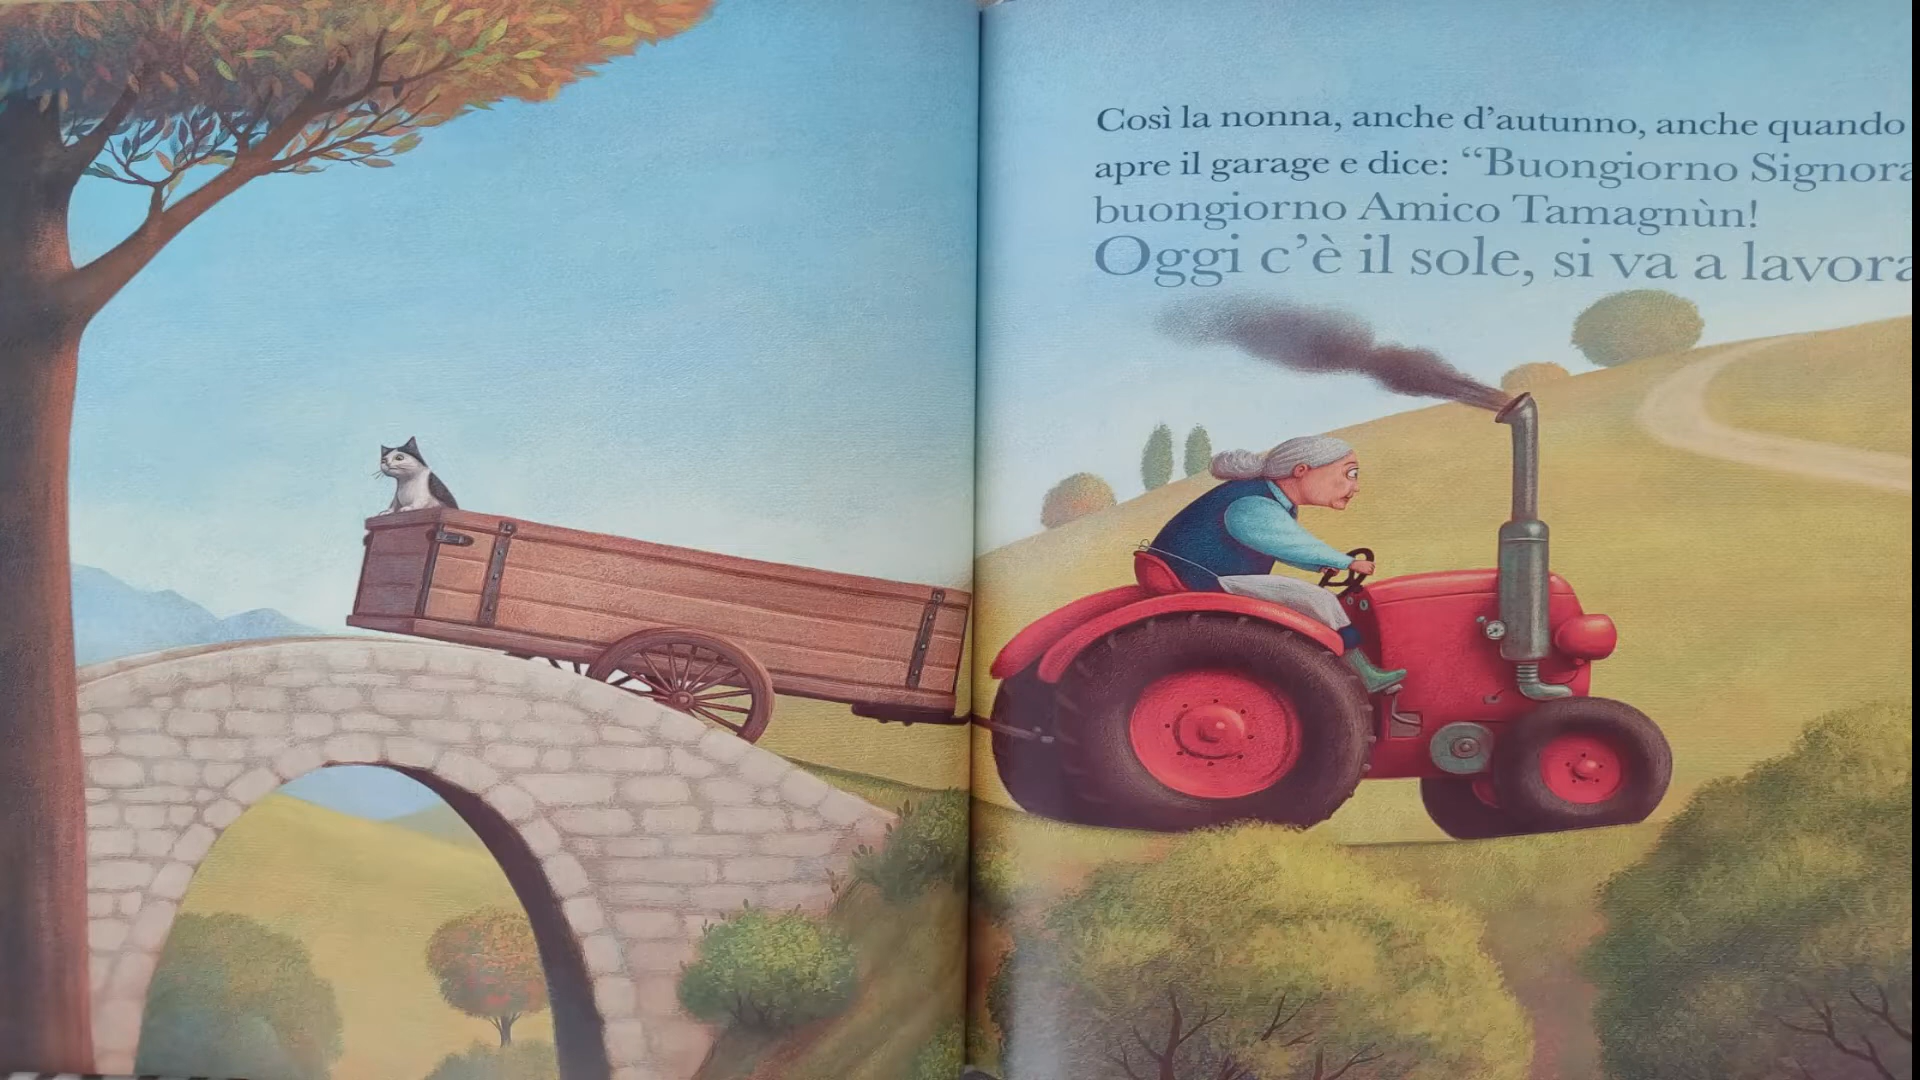 Così la nonna, anche d'autunno, anche quando
apre il garage e dice: “Buongiorno Signora
buongiorno Amico Tamagnùn!
Oggi c'è il sole, si va a lavora